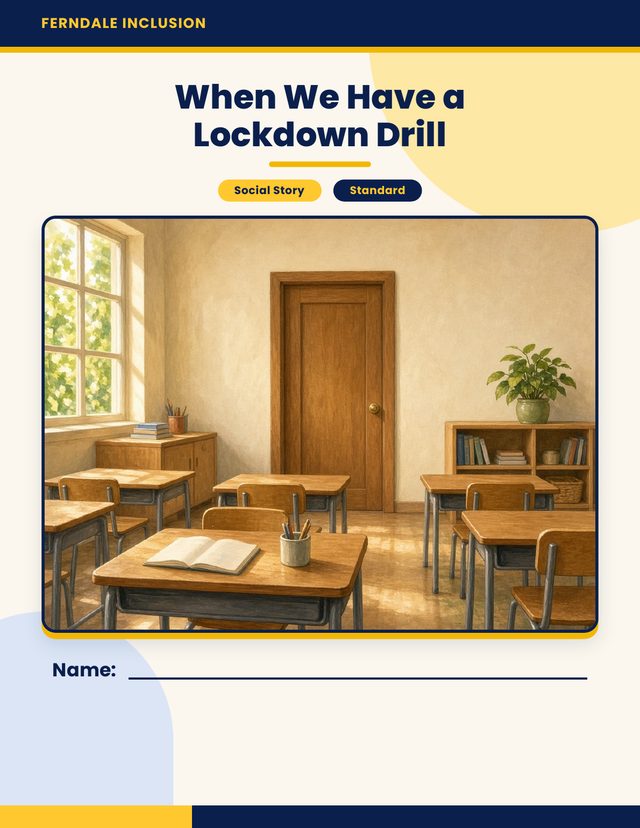 FERNDALE INCLUSION
When We Have a
Lockdown Drill
Social Story Standard
Name: